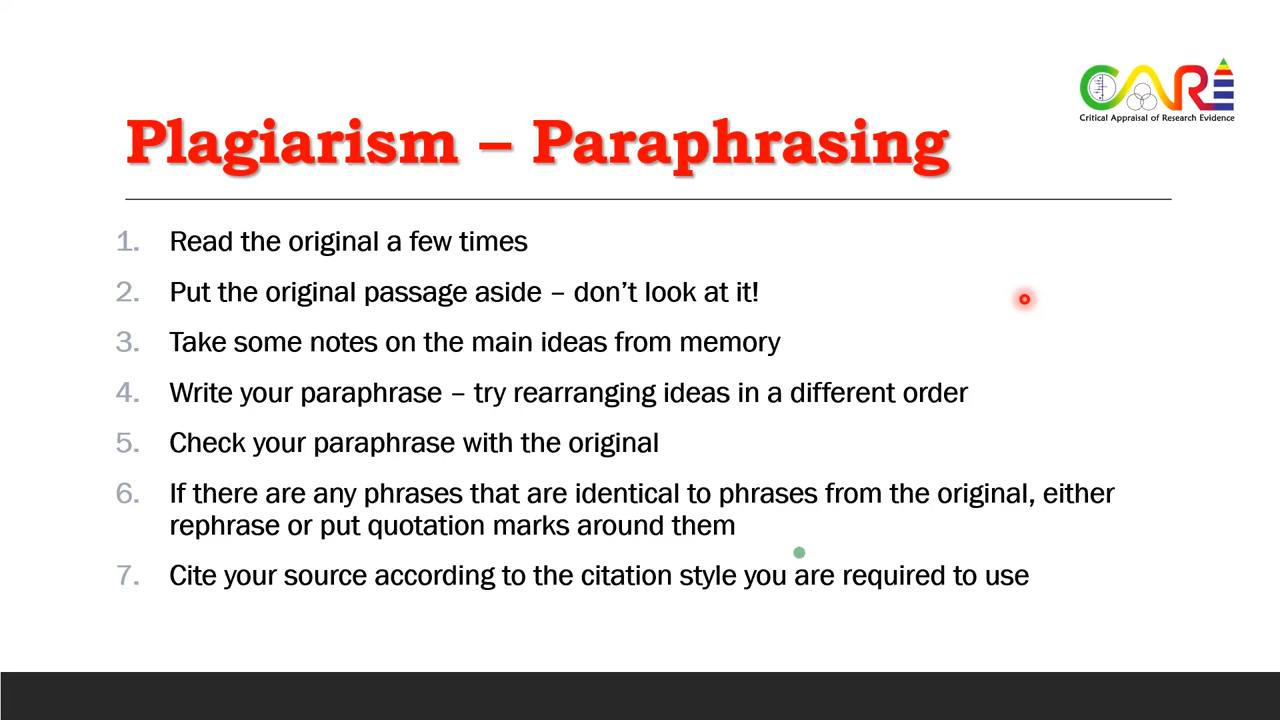 CARE
Critical Appraisal of Research Evidence
Plagiarism – Paraphrasing
1. Read the original a few times
2. Put the original passage aside – don’t look at it!
3. Take some notes on the main ideas from memory
4. Write your paraphrase – try rearranging ideas in a different order
5. Check your paraphrase with the original
6. If there are any phrases that are identical to phrases from the original, either
rephrase or put quotation marks around them
7. Cite your source according to the citation style you are required to use